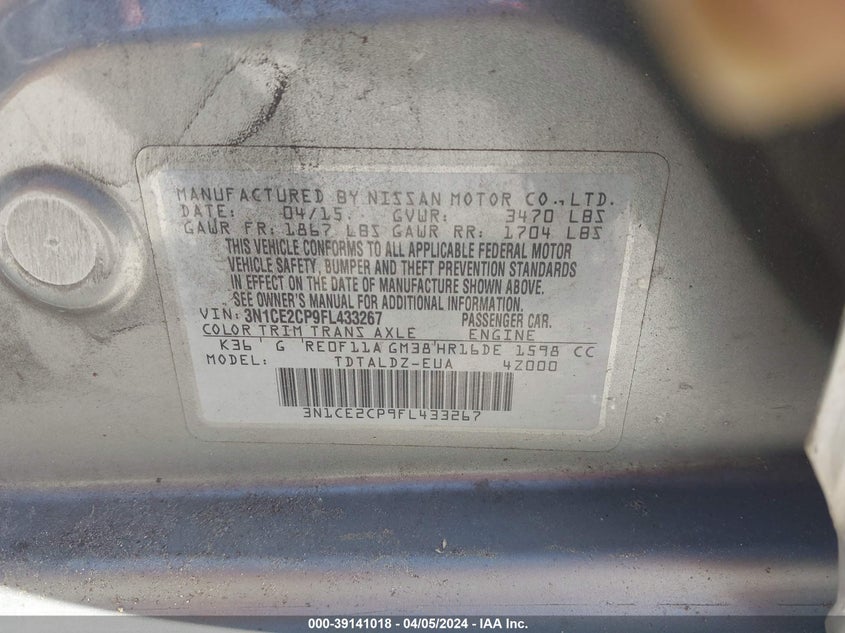 MANUFACTURED BY NISSAN MOTOR CO., LTD.
DATE: 04/15 GVWR: 3470 LBS
GAWR FR: 1867 LBS GAWR RR: 1704 LBS
THIS VEHICLE CONFORMS TO ALL APPLICABLE FEDERAL MOTOR
VEHICLE SAFETY, BUMPER AND THEFT PREVENTION STANDARDS
IN EFFECT ON THE DATE OF MANUFACTURE SHOWN ABOVE.
SEE OWNER'S MANUAL FOR ADDITIONAL INFORMATION.
VIN: 3N1CE2CP9FL433267 PASSENGER CAR.
COLOR TRIM TRANS AXLE ENGINE
K36 G RE0F11A GM38 HR16DE 1598 CC
MODEL: TDTALDZ-EUA 4Z000
3N1CE2CP9FL433267
000-39141018 - 04/05/2024 - IAA Inc.